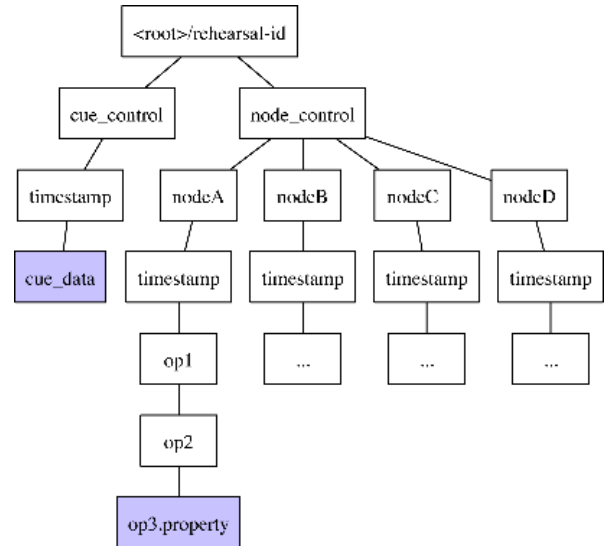 <root>/rehearsal-id
cue_control
node_control
timestamp
nodeA
nodeB
nodeC
nodeD
cue_data
timestamp
timestamp
timestamp
timestamp
op1
...
...
...
op2
op3.property